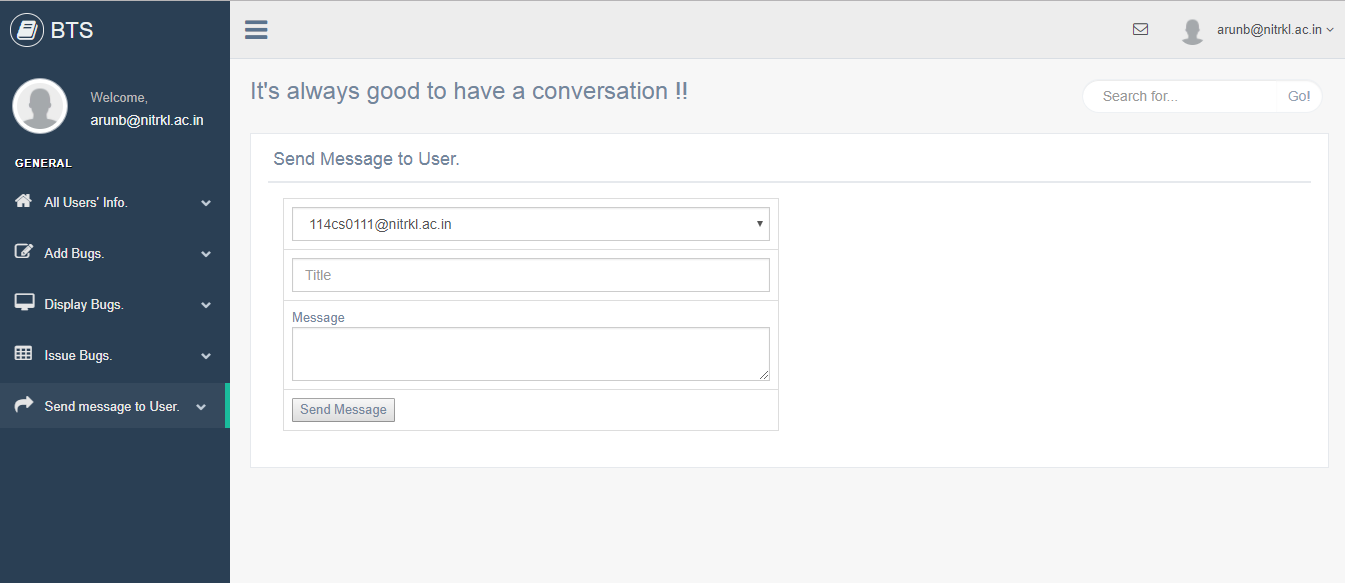 BTS
Welcome,
arunb@nitrkl.ac.in
GENERAL
All Users' Info.
Add Bugs.
Display Bugs.
Issue Bugs.
Send message to User.
arunb@nitrkl.ac.in
It's always good to have a conversation !!
Search for... Go!
Send Message to User.
114cs0111@nitrkl.ac.in
Title
Message
Send Message